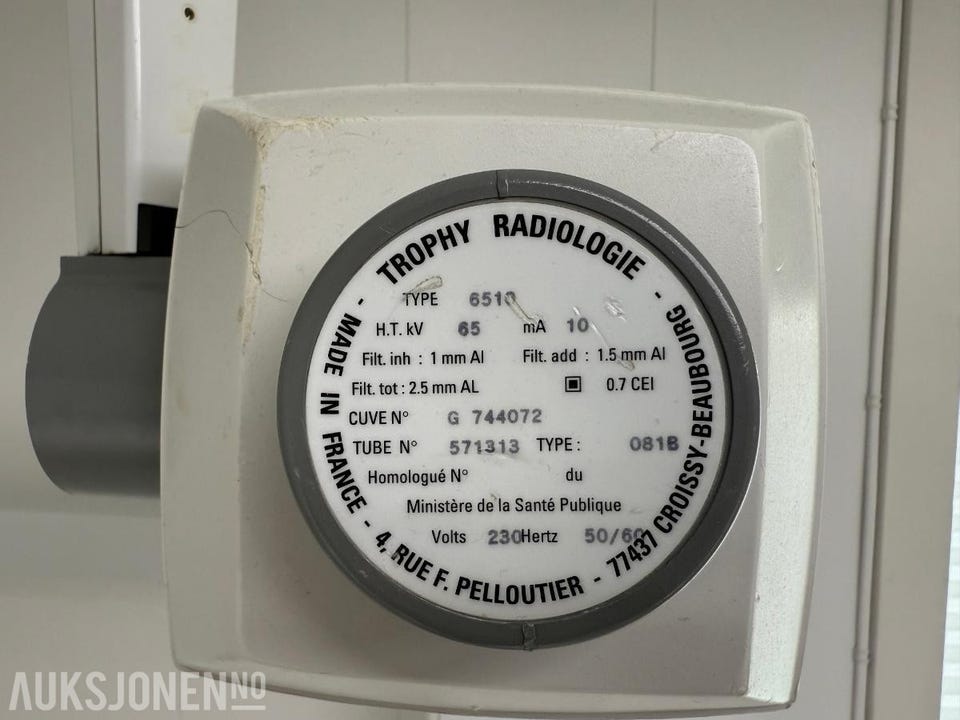 TROPHY RADIOLOGIE - 
TYPE 6510
H.T. kV 65 mA 10
Filt. inh : 1 mm Al Filt. add : 1.5 mm Al
Filt. tot : 2.5 mm AL 0.7 CEI
CUVE N° G 744072
TUBE N° 571313 TYPE : 081B
Homologué N° du
Ministère de la Santé Publique
Volts 230 Hertz 50/60
- MADE IN FRANCE - 4, RUE F. PELLOUTIER - 77437 CROISSY-BEAUBOURG -
AUKSJONEN.NO